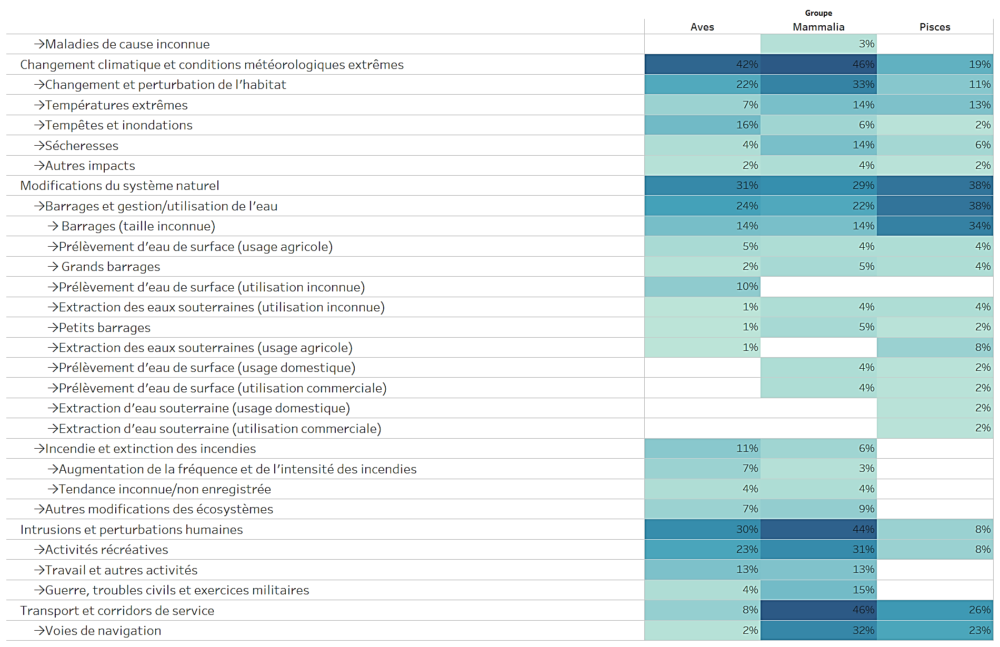 Groupe
Aves Mammalia Pisces
→Maladies de cause inconnue 3%
Changement climatique et conditions météorologiques extrêmes 42% 46% 19%
→Changement et perturbation de l'habitat 22% 33% 11%
→Températures extrêmes 7% 14% 13%
→Tempêtes et inondations 16% 6% 2%
→Sécheresses 4% 14% 6%
→Autres impacts 2% 4% 2%
Modifications du système naturel 31% 29% 38%
→Barrages et gestion/utilisation de l'eau 24% 22% 38%
→ Barrages (taille inconnue) 14% 14% 34%
→Prélèvement d'eau de surface (usage agricole) 5% 4% 4%
→ Grands barrages 2% 5% 4%
→Prélèvement d'eau de surface (utilisation inconnue) 10%
→Extraction des eaux souterraines (utilisation inconnue) 1% 4% 4%
→Petits barrages 1% 5% 2%
→Extraction des eaux souterraines (usage agricole) 1% 8%
→Prélèvement d'eau de surface (usage domestique) 4% 2%
→Prélèvement d'eau de surface (utilisation commerciale) 4% 2%
→Extraction d'eau souterraine (usage domestique) 2%
→Extraction d'eau souterraine (utilisation commerciale) 2%
→Incendie et extinction des incendies 11% 6%
→Augmentation de la fréquence et de l'intensité des incendies 7% 3%
→Tendance inconnue/non enregistrée 4% 4%
→Autres modifications des écosystèmes 7% 9%
Intrusions et perturbations humaines 30% 44% 8%
→Activités récréatives 23% 31% 8%
→Travail et autres activités 13% 13%
→Guerre, troubles civils et exercices militaires 4% 15%
Transport et corridors de service 8% 46% 26%
→Voies de navigation 2% 32% 23%